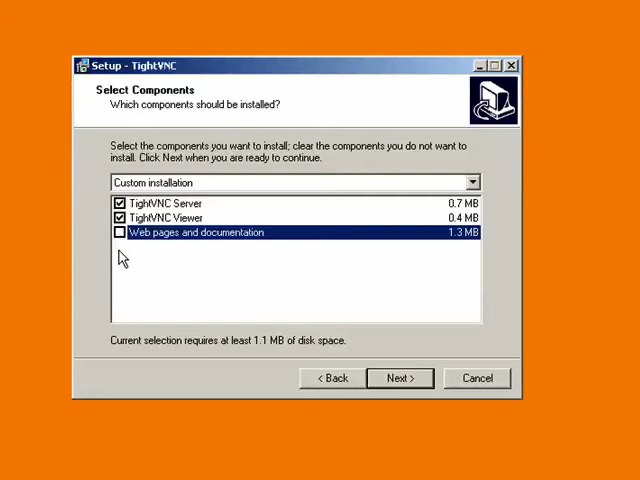 Setup - TightVNC
Select Components
Which components should be installed?
Select the components you want to install; clear the components you do not want to
install. Click Next when you are ready to continue.
Custom installation
TightVNC Server 0.7 MB
TightVNC Viewer 0.4 MB
Web pages and documentation 1.3 MB
Current selection requires at least 1.1 MB of disk space.
< Back Next > Cancel